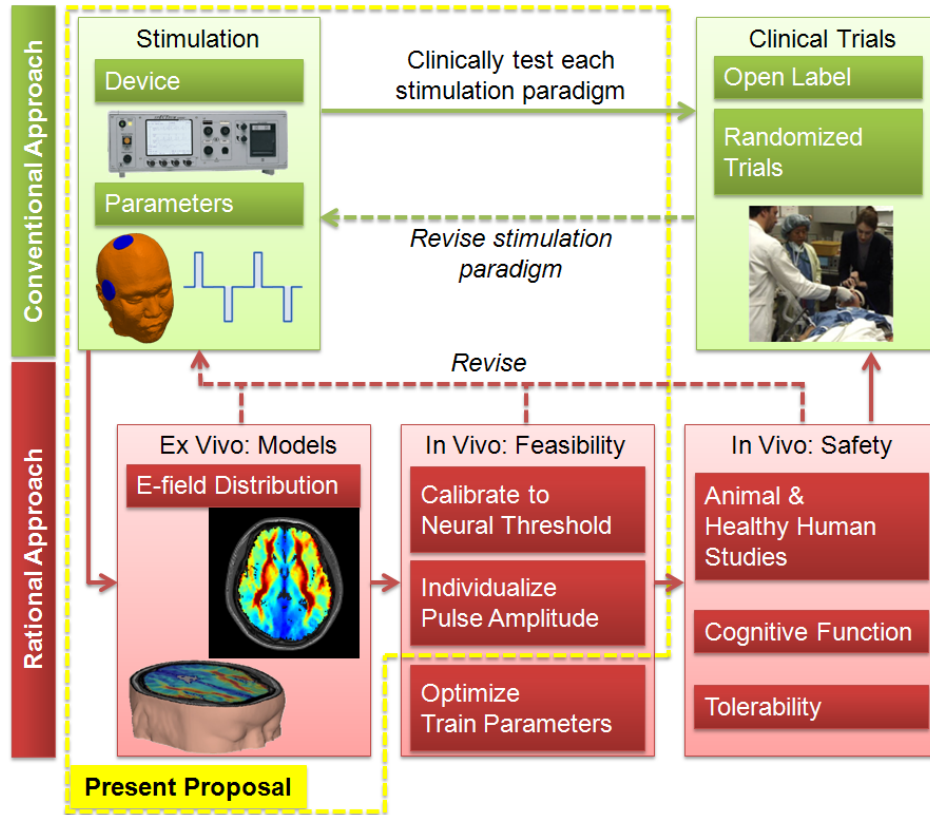 Conventional Approach
Stimulation
Device
Parameters
Clinically test each
stimulation paradigm
Revise stimulation
paradigm
Clinical Trials
Open Label
Randomized
Trials
Rational Approach
Revise
Ex Vivo: Models
E-field Distribution
In Vivo: Feasibility
Calibrate to
Neural Threshold
Individualize
Pulse Amplitude
Optimize
Train Parameters
In Vivo: Safety
Animal &
Healthy Human
Studies
Cognitive Function
Tolerability
Present Proposal